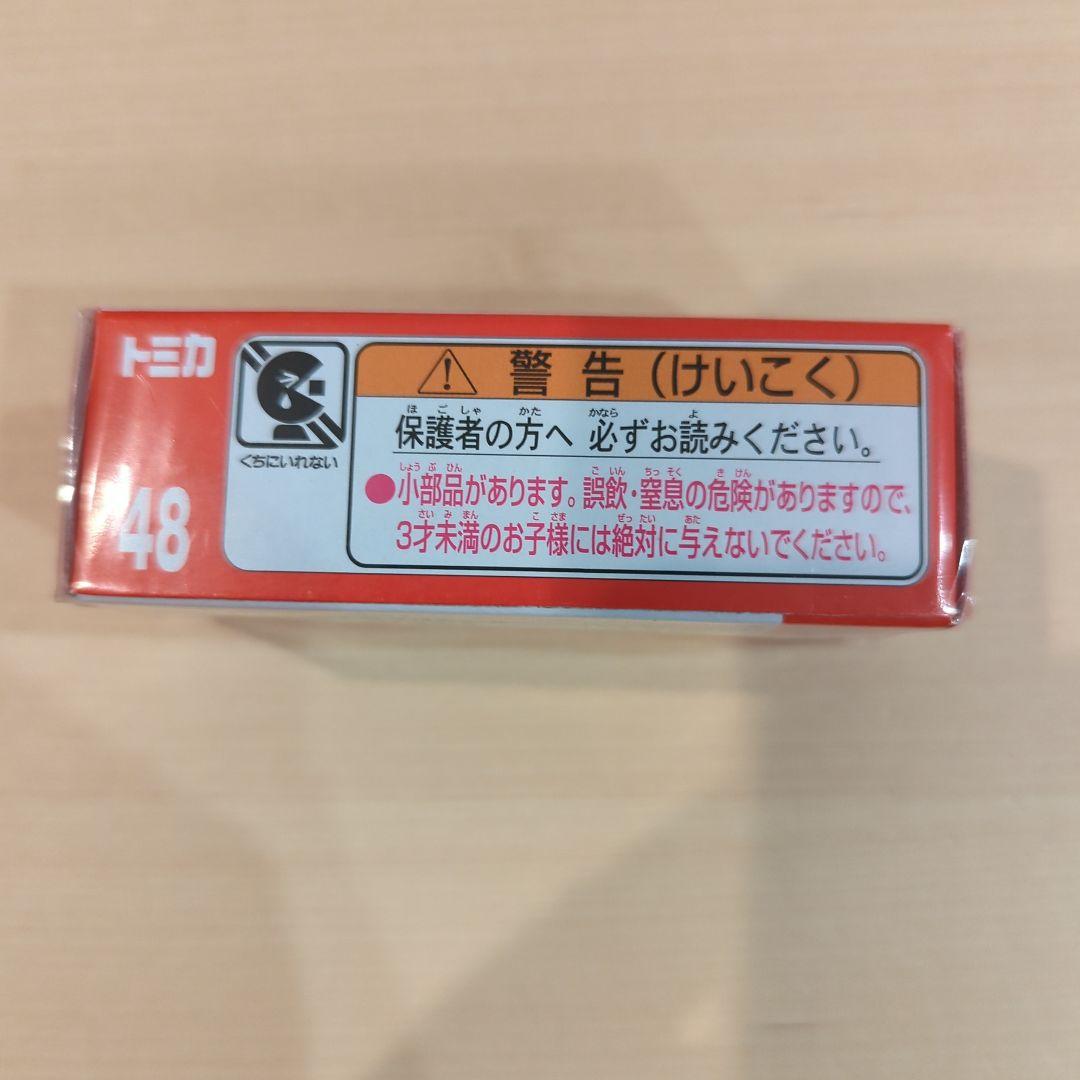 トミカ
48
くちにいれない
警告(けいこく)
ほごしゃ かた かなら よ
保護者の方へ 必ずお読みください。
しょうぶひん ごいん ちっそく きけん
●小部品があります。誤飲・窒息の危険がありますので、
さいみまん こさま ぜったい あた
3才未満のお子様には絶対に与えないでください。